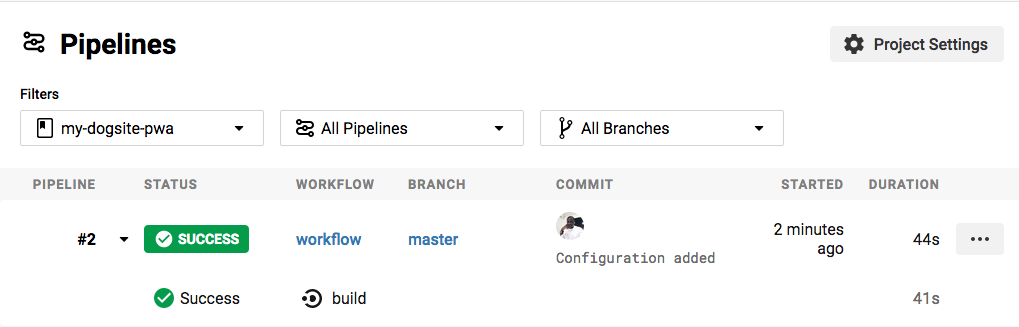 Pipelines
Project Settings
Filters
my-dogsite-pwa
All Pipelines
All Branches
PIPELINE STATUS WORKFLOW BRANCH COMMIT STARTED DURATION
#2 SUCCESS workflow master 2 minutes ago 44s
Configuration added
Success build 41s